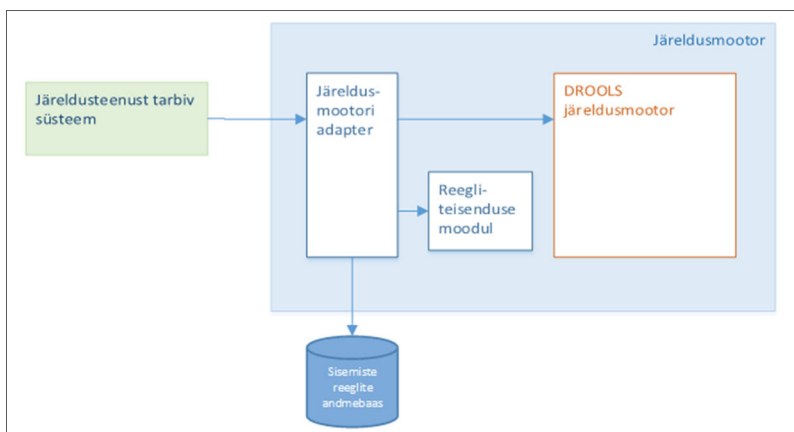 Järeldusmootor
Järeldusteenust tarbiv
süsteem
Järeldus-
mootori
adapter
DROOLS
järeldusmootor
Reegli-
teisenduse
moodul
Sisemiste
reeglite
andmebaas